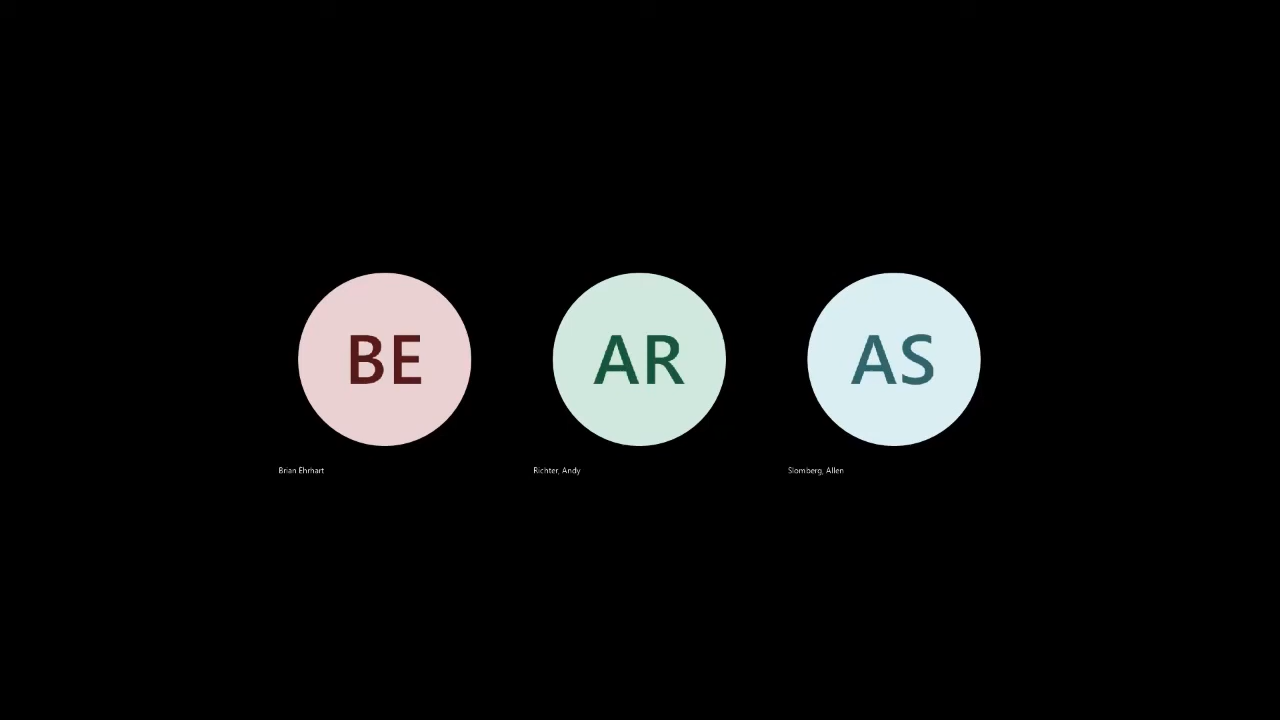 BE
AR
AS
Brian Ehrhart
Richter, Andy
Slomberg, Allen